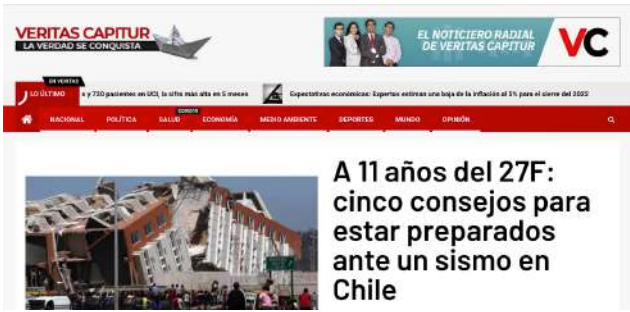 VERITAS CAPITUR
LA VERDAD SE CONQUISTA
EL NOTICIERO RADIAL
DE VERITAS CAPITUR
VC
EN VERITAS
LO ÚLTIMO
s y 720 pacientes en UCI, la cifra más alta en 5 meses
Expectativas económicas: Expertos estiman una baja de la inflación al 3% para el cierre del 2022
NACIONAL
POLÍTICA
SALUD
ECONOMÍA
MEDIO AMBIENTE
DEPORTES
MUNDO
OPINIÓN
A 11 años del 27F:
cinco consejos para
estar preparados
ante un sismo en
Chile